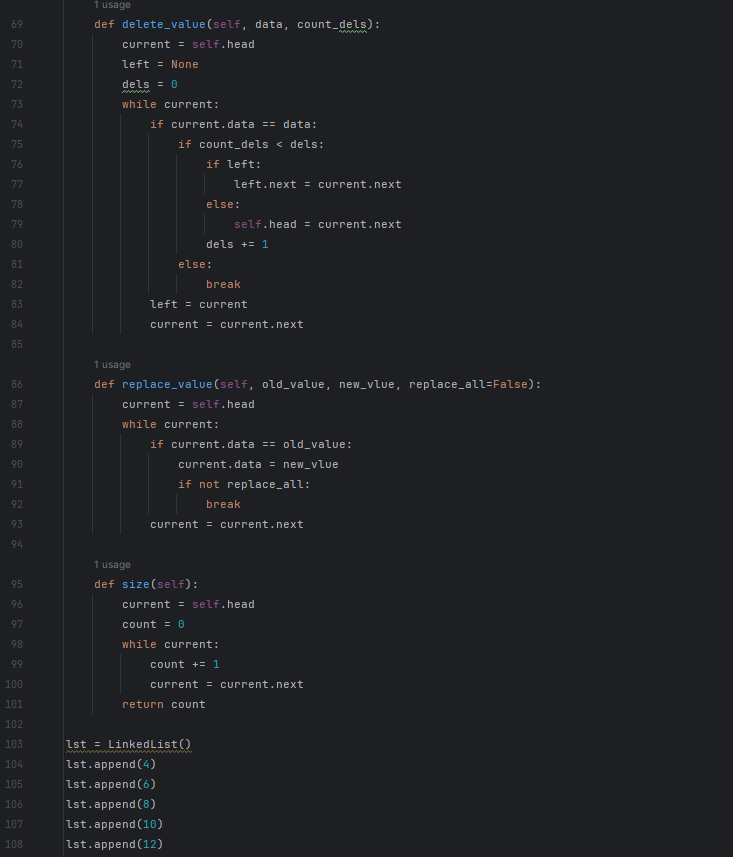 1 usage
69 def delete_value(self, data, count_dels):
70 current = self.head
71 left = None
72 dels = 0
73 while current:
74 if current.data == data:
75 if count_dels < dels:
76 if left:
77 left.next = current.next
78 else:
79 self.head = current.next
80 dels += 1
81 else:
82 break
83 left = current
84 current = current.next
85
1 usage
86 def replace_value(self, old_value, new_vlue, replace_all=False):
87 current = self.head
88 while current:
89 if current.data == old_value:
90 current.data = new_vlue
91 if not replace_all:
92 break
93 current = current.next
94
1 usage
95 def size(self):
96 current = self.head
97 count = 0
98 while current:
99 count += 1
100 current = current.next
101 return count
102
103 lst = LinkedList()
104 lst.append(4)
105 lst.append(6)
106 lst.append(8)
107 lst.append(10)
108 lst.append(12)